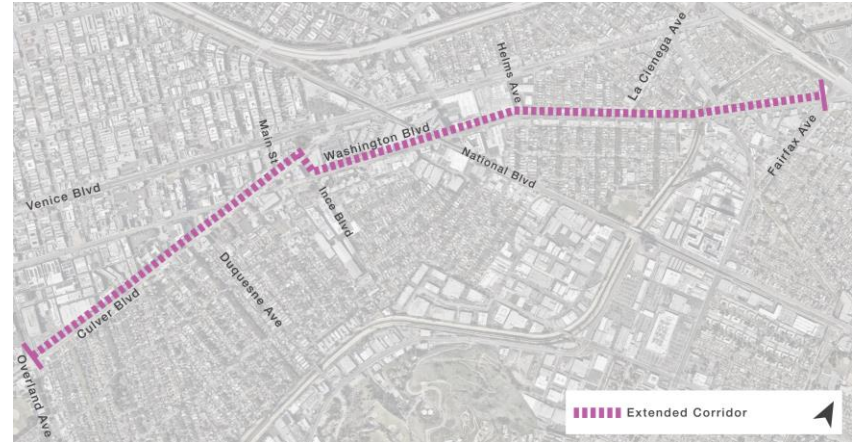 La Cienega Ave
Helms Ave
Main St
Washington Blvd
Fairfax Ave
National Blvd
Venice Blvd
Ince Blvd
Duquesne Ave
Culver Blvd
Overland Ave
Extended Corridor